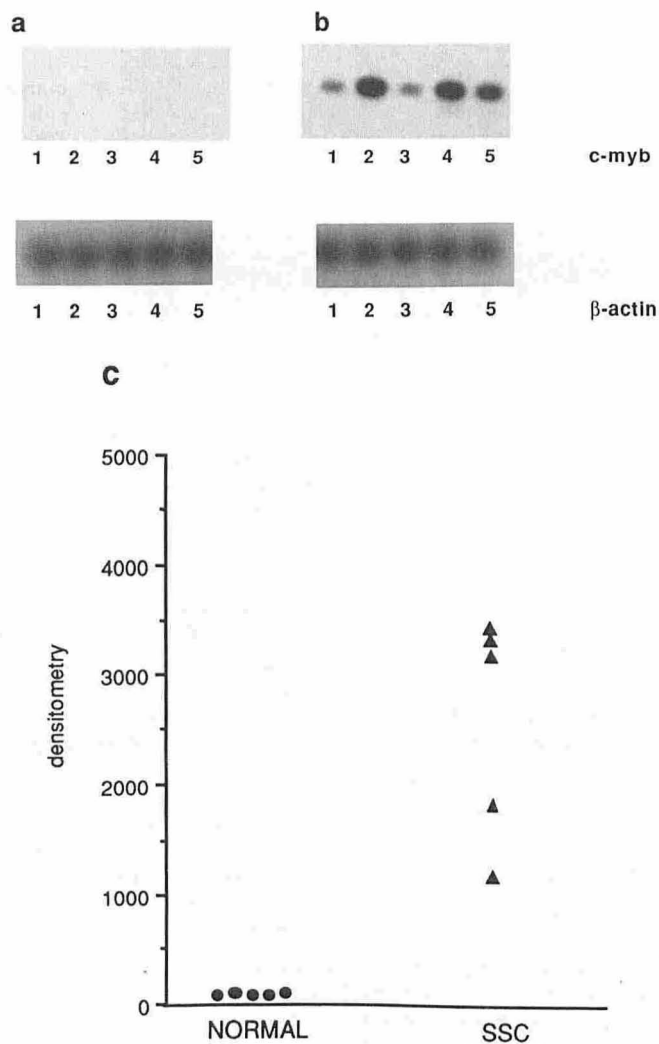 a b
1 2 3 4 5 1 2 3 4 5 c-myb
1 2 3 4 5 1 2 3 4 5 β-actin
c
5000
4000
3000
2000
1000
0
densitometry
NORMAL SSC